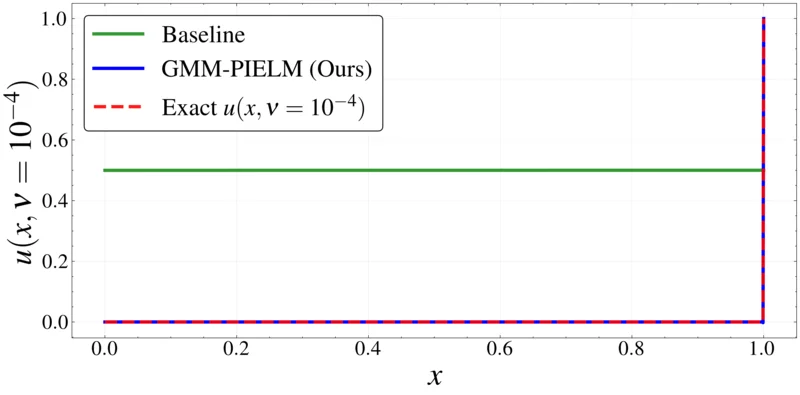 Baseline
GMM-PIELM (Ours)
Exact u(x, ν = 10⁻⁴)
u(x, ν = 10⁻⁴)
1.0
0.8
0.6
0.4
0.2
0.0
0.0 0.2 0.4 0.6 0.8 1.0
x